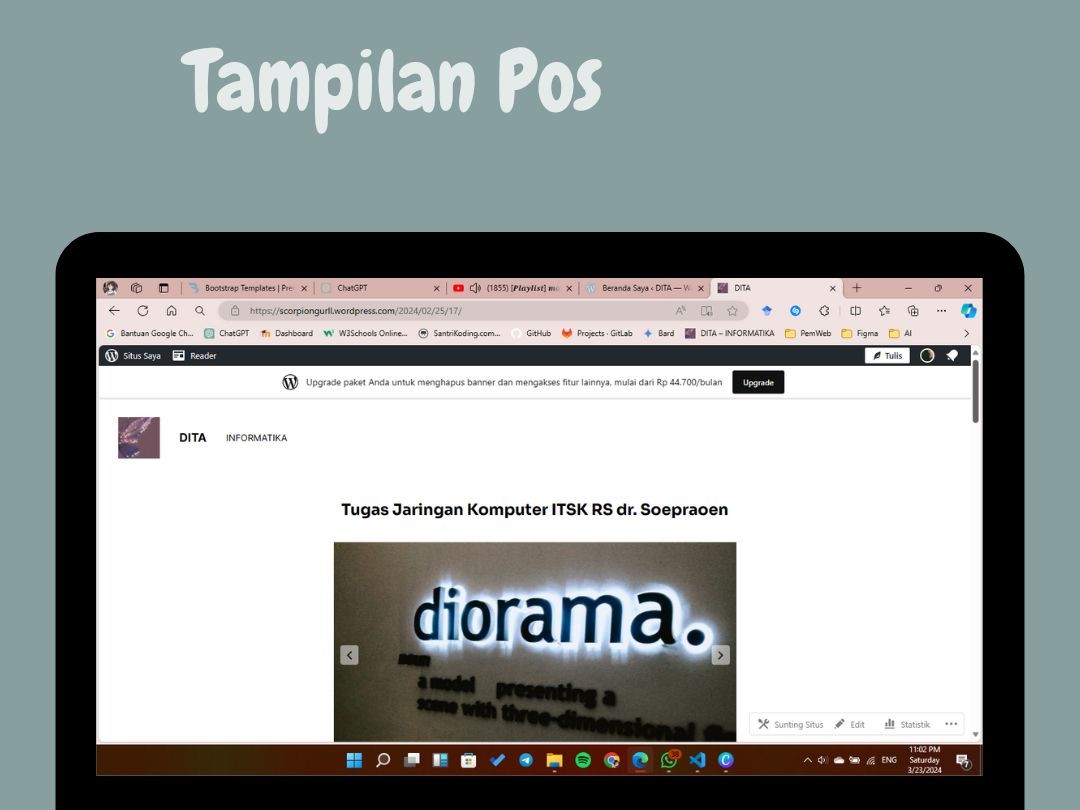 Tampilan Pos
Bootstrap Templates | Pre
ChatGPT
(1855) [Playlist] mo
Beranda Saya ‹ DITA — W
DITA
https://scorpiongurll.wordpress.com/2024/02/25/17/
Bantuan Google Ch...
ChatGPT
Dashboard
W3Schools Online...
SantriKoding.com...
GitHub
Projects · GitLab
Bard
DITA – INFORMATIKA
PemWeb
Figma
AI
Situs Saya
Reader
Tulis
Upgrade paket Anda untuk menghapus banner dan mengakses fitur lainnya, mulai dari Rp 44.700/bulan
Upgrade
DITA
INFORMATIKA
Tugas Jaringan Komputer ITSK RS dr. Soepraoen
diorama.
noun
a model presenting a
scene with three-dimensional
Sunting Situs
Edit
Statistik
ENG
11:02 PM
Saturday
3/23/2024